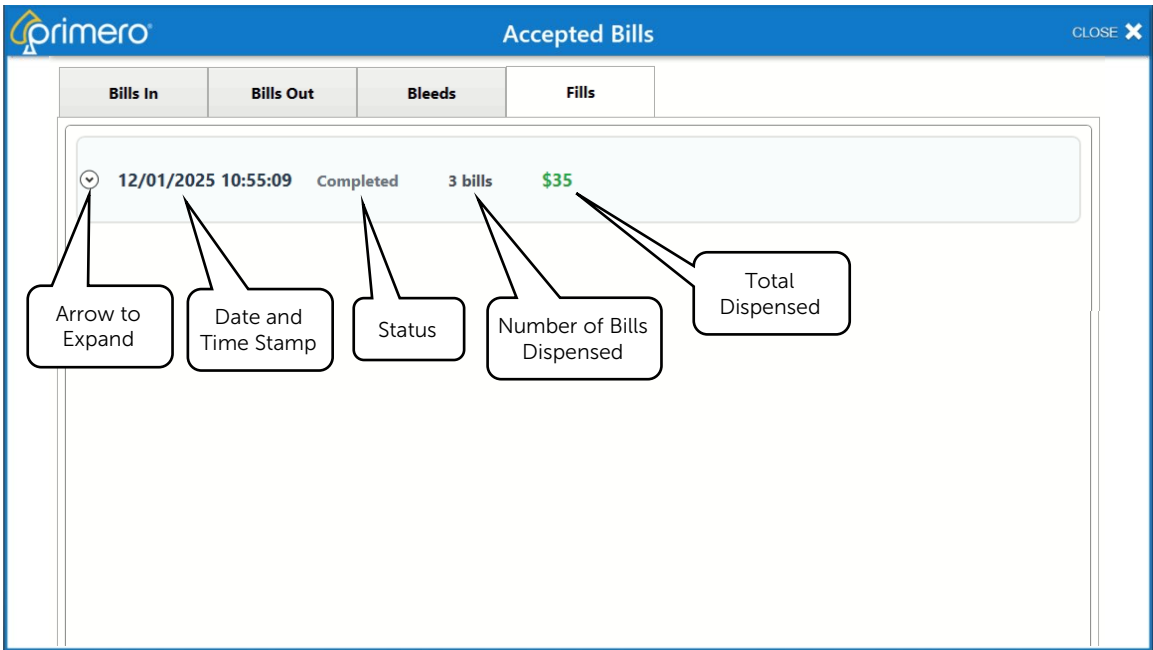 primero®
Accepted Bills
CLOSE
Bills In
Bills Out
Bleeds
Fills
12/01/2025 10:55:09 Completed 3 bills $35
Arrow to
Expand
Date and
Time Stamp
Status
Number of Bills
Dispensed
Total
Dispensed